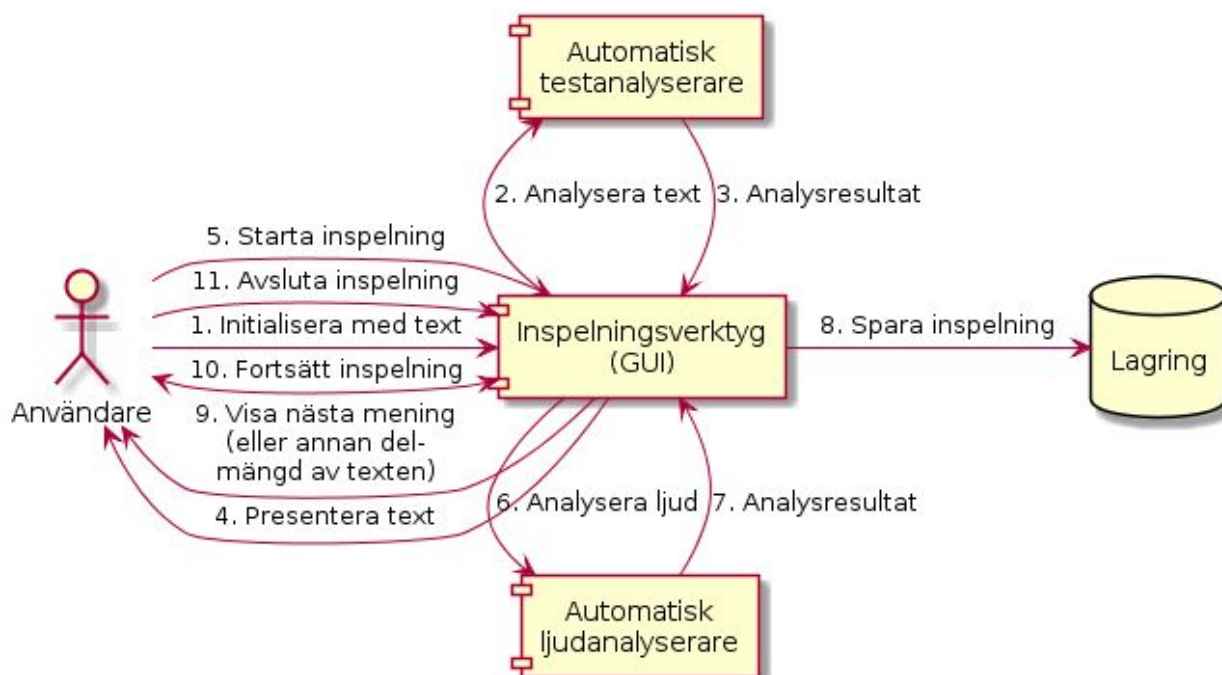 Automatisk
testanalyserare
2. Analysera text
3. Analysresultat
5. Starta inspelning
11. Avsluta inspelning
1. Initialisera med text
10. Fortsätt inspelning
Användare
9. Visa nästa mening
(eller annan del-
mängd av texten)
4. Presentera text
Inspelningsverktyg
(GUI)
8. Spara inspelning
Lagring
6. Analysera ljud
7. Analysresultat
Automatisk
ljudanalyserare